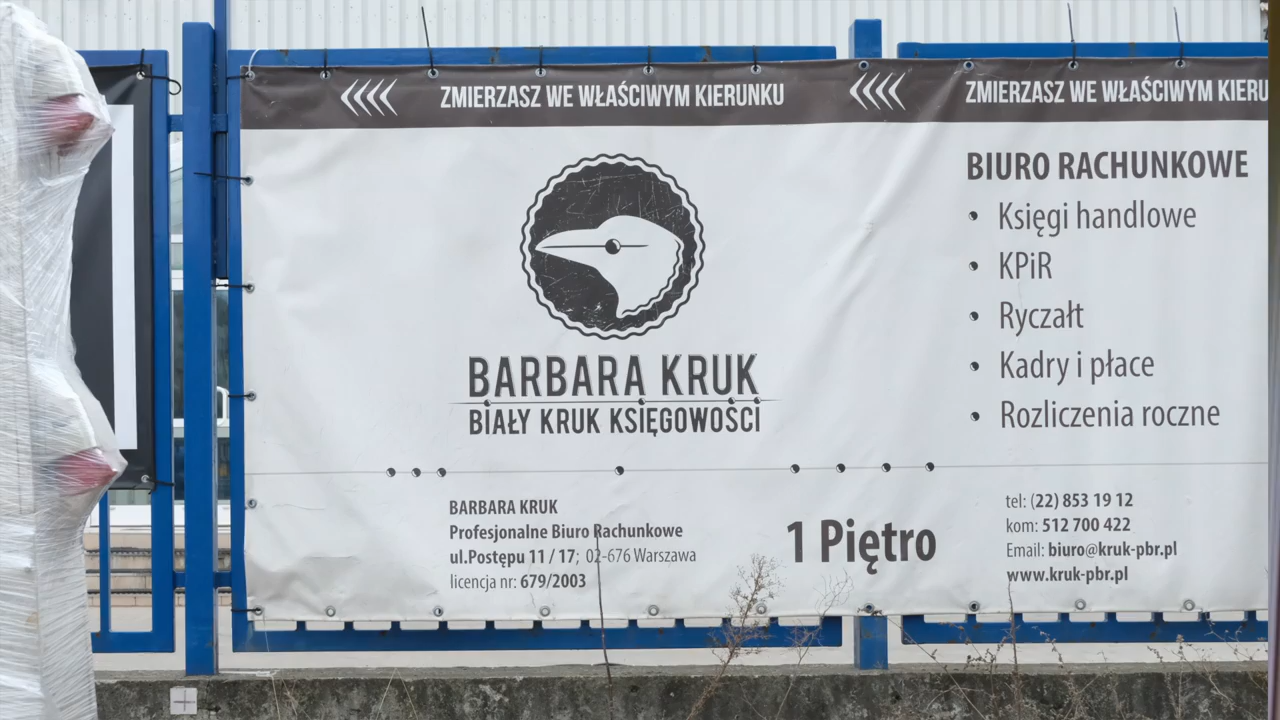 ZMIERZASZ WE WŁAŚCIWYM KIERUNKU
ZMIERZASZ WE WŁAŚCIWYM
BARBARA KRUK
BIAŁY KRUK KSIĘGOWOŚCI
BIURO RACHUNKOWE
• Księgi handlowe
• KPiR
• Ryczałt
• Kadry i płace
• Rozliczenia roczne
BARBARA KRUK
Profesjonalne Biuro Rachunkowe
ul.Postępu 11 / 17; 02-676 Warszawa
licencja nr: 679/2003
1 Piętro
tel: (22) 853 19 12
kom: 512 700 422
Email: biuro@kruk-pbr.pl
www.kruk-pbr.pl